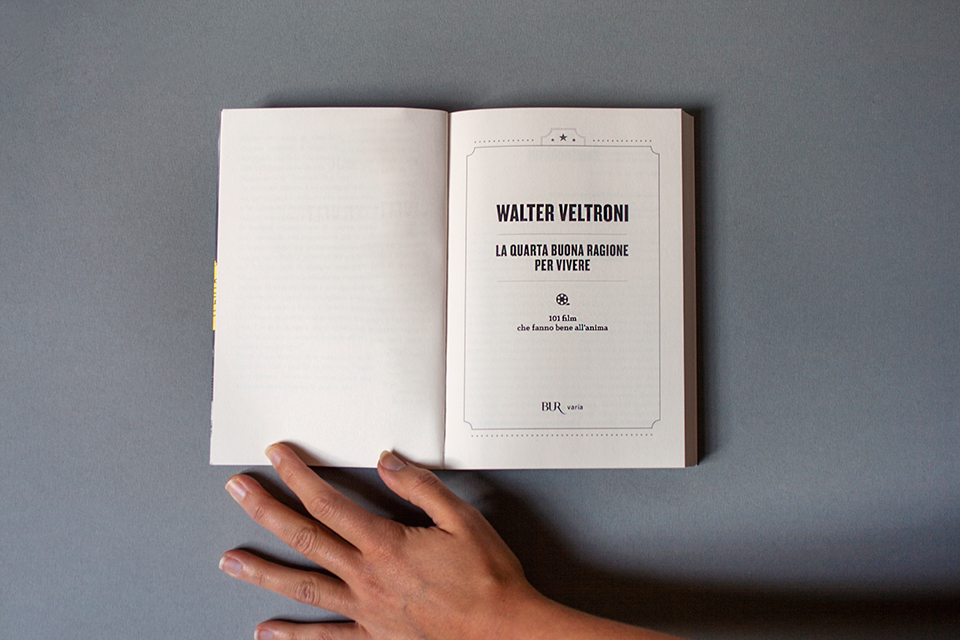 WALTER VELTRONI
LA QUARTA BUONA RAGIONE
PER VIVERE
101 film
che fanno bene all'anima
BUR varia